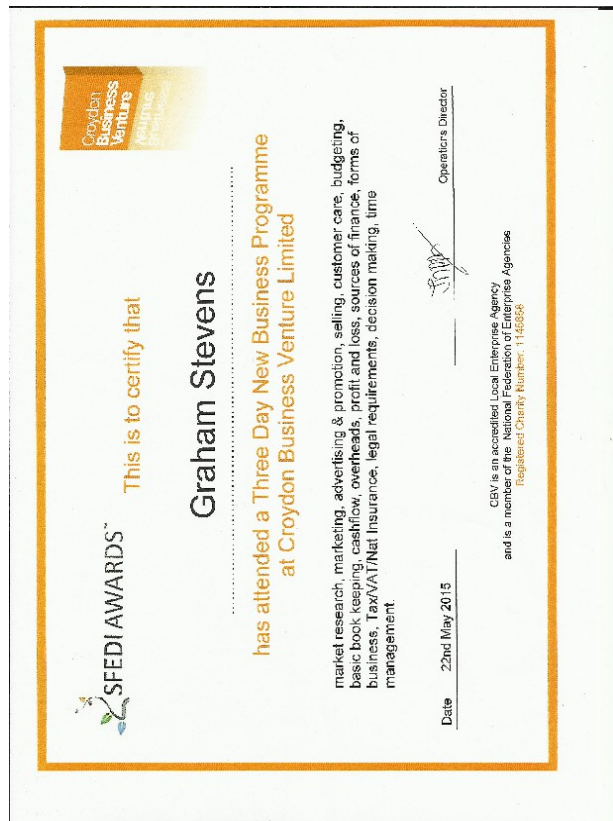 SFEDI AWARDS™
Croydon
Business
Venture
This is to certify that
Graham Stevens
has attended a Three Day New Business Programme
at Croydon Business Venture Limited
market research, marketing, advertising & promotion, selling, customer care, budgeting,
basic book keeping, cashflow, overheads, profit and loss, sources of finance, forms of
business, Tax/VAT/Nat Insurance, legal requirements, decision making, time
management.
Date 22nd May 2015
Operations Director
CBV is an accredited Local Enterprise Agency
and is a member of the National Federation of Enterprise Agencies
Registered Charity Number: 1145656